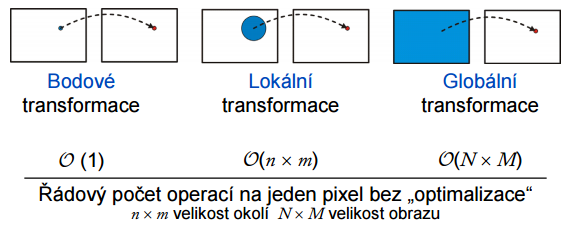 Bodové Lokální Globální
transformace transformace transformace
𝒪 (1) 𝒪(n × m) 𝒪(N × M)
Řádový počet operací na jeden pixel bez „optimalizace“
n × m velikost okolí N × M velikost obrazu